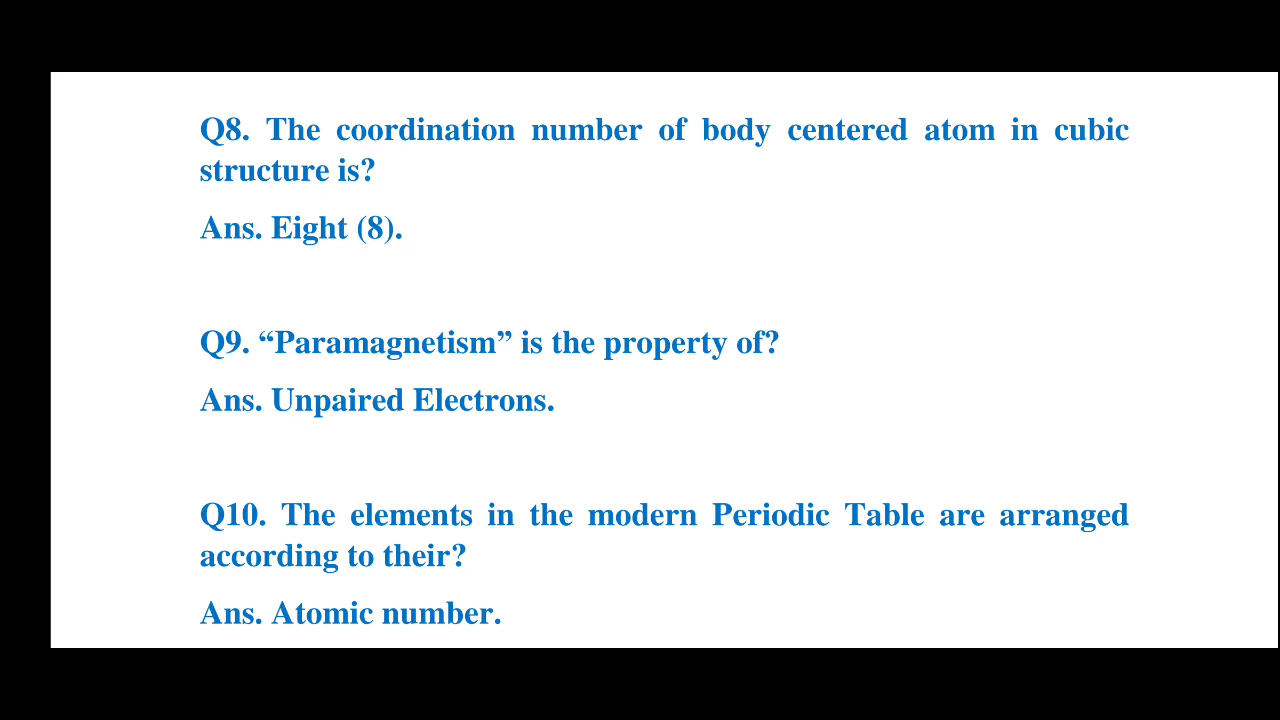 Q8. The coordination number of body centered atom in cubic
structure is?
Ans. Eight (8).
Q9. “Paramagnetism” is the property of?
Ans. Unpaired Electrons.
Q10. The elements in the modern Periodic Table are arranged
according to their?
Ans. Atomic number.